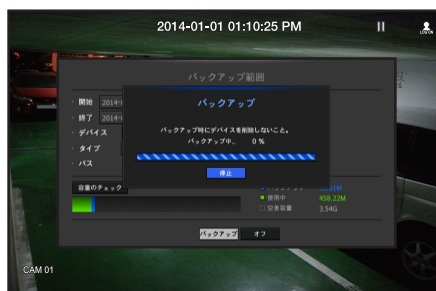 2014-01-01 01:10:25 PM
LOG ON
バックアップ範囲
バックアップ
開始 2014-
終了 2014-
デバイス
タイプ
パス
バックアップ時にデバイスを削除しないこと。
バックアップ中.. 0 %
停止
容量のチェック
使用中 458.22M
空き容量 3.54G
バックアップ オフ
CAM 01